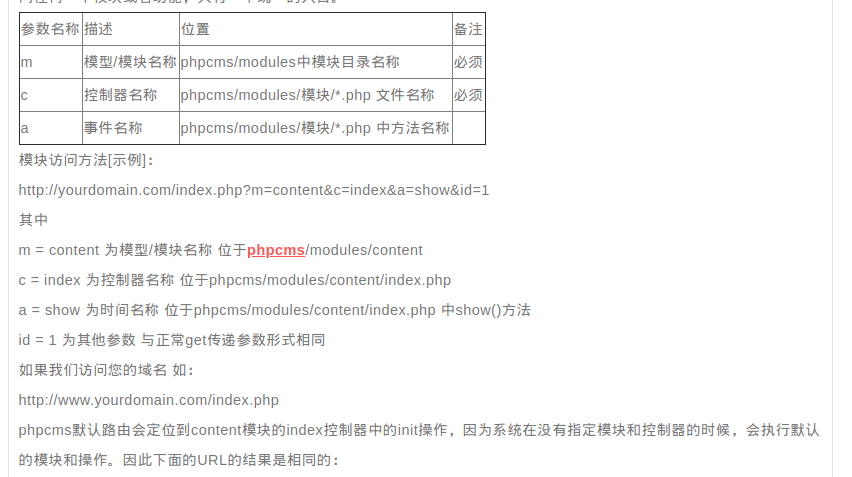 参数名称 描述 位置 备注
m 模型/模块名称 phpcms/modules中模块目录名称 必须
c 控制器名称 phpcms/modules/模块/*.php 文件名称 必须
a 事件名称 phpcms/modules/模块/*.php 中方法名称
模块访问方法[示例]：
http://yourdomain.com/index.php?m=content&c=index&a=show&id=1
其中
m = content 为模型/模块名称 位于phpcms/modules/content
c = index 为控制器名称 位于phpcms/modules/content/index.php
a = show 为时间名称 位于phpcms/modules/content/index.php 中show()方法
id = 1 为其他参数 与正常get传递参数形式相同
如果我们访问您的域名 如：
http://www.yourdomain.com/index.php
phpcms默认路由会定位到content模块的index控制器中的init操作，因为系统在没有指定模块和控制器的时候，会执行默认
的模块和操作。因此下面的URL的结果是相同的：